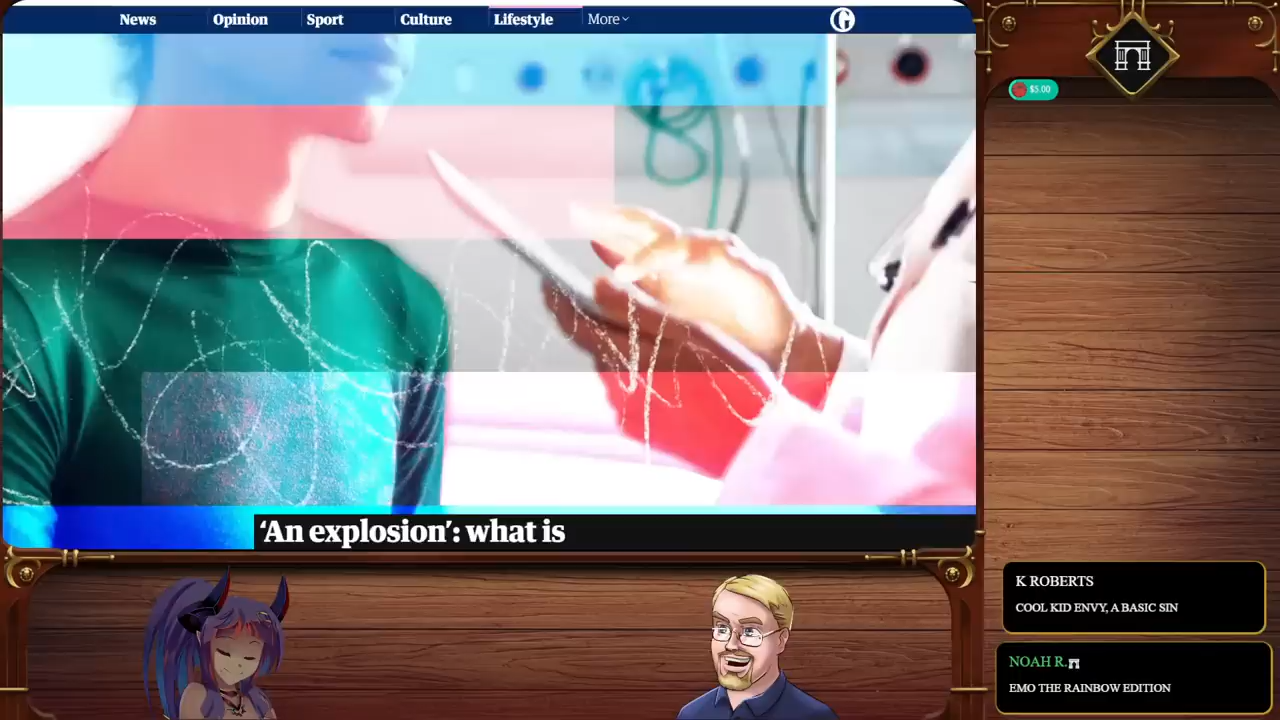 News Opinion Sport Culture Lifestyle More
$5.00
‘An explosion’: what is
K ROBERTS
COOL KID ENVY, A BASIC SIN
NOAH R.
EMO THE RAINBOW EDITION